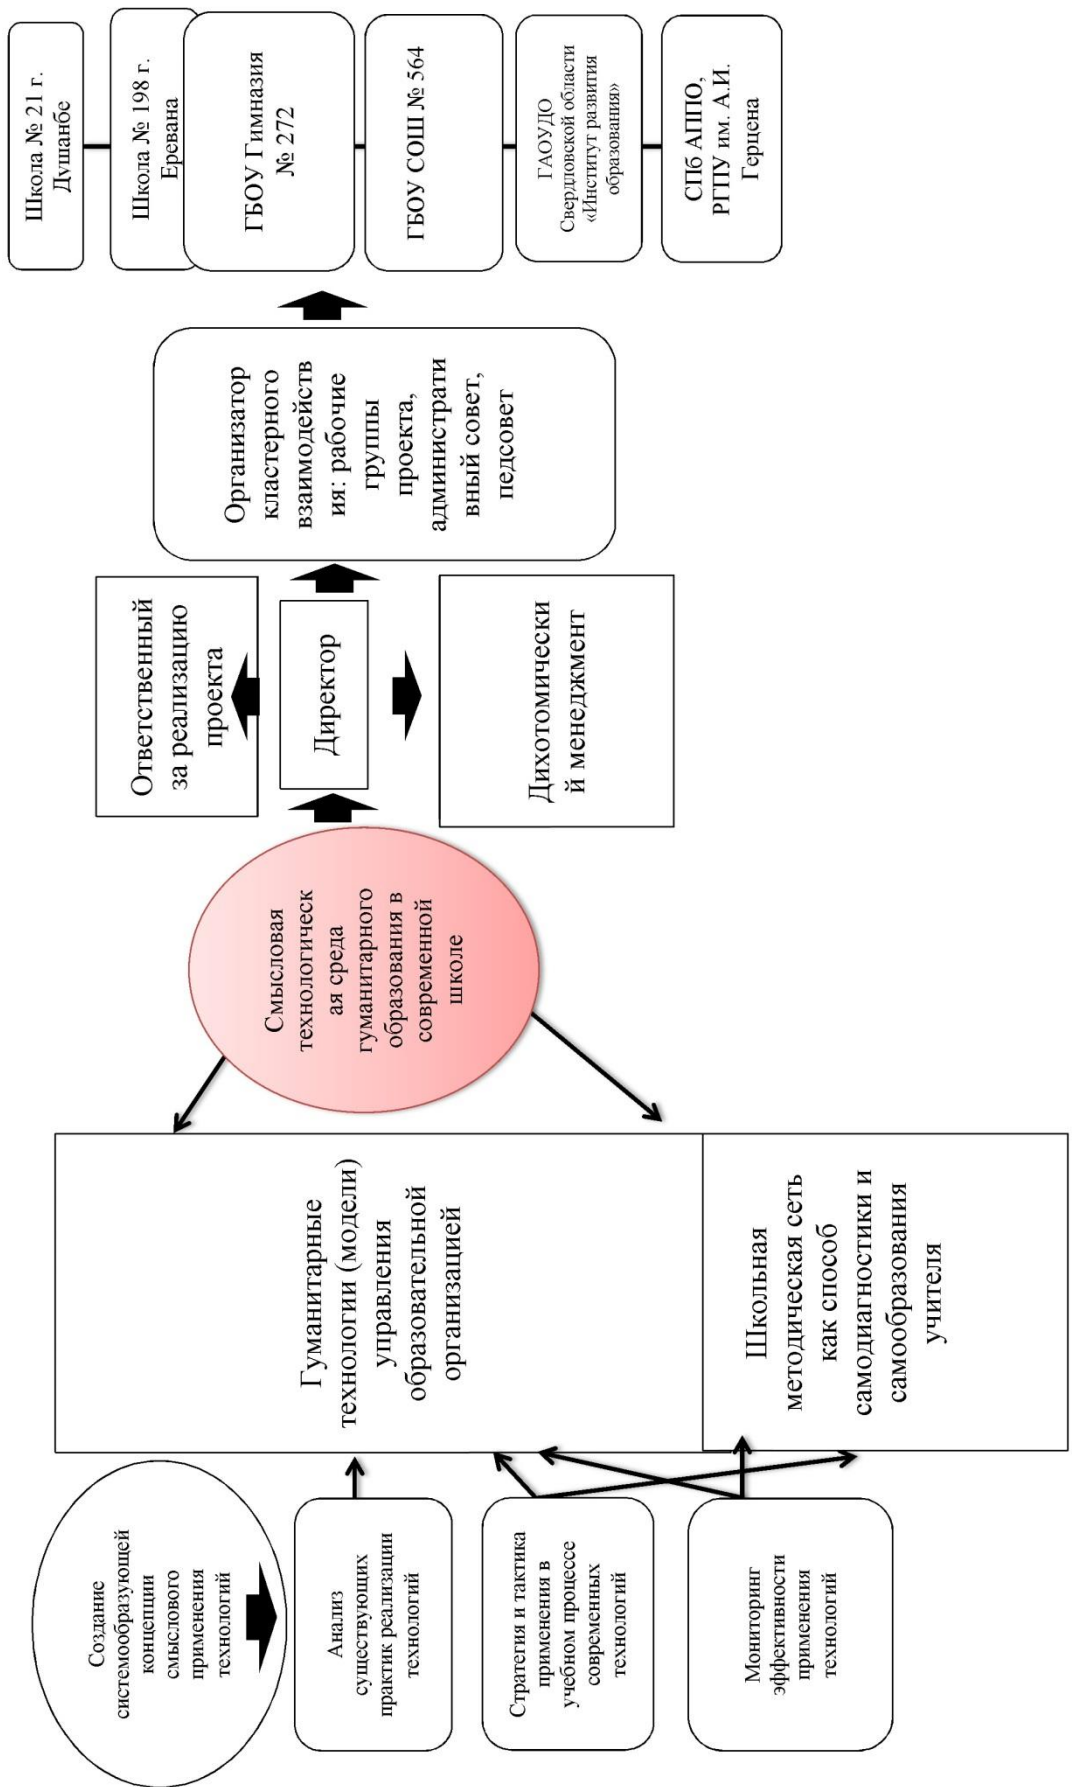 Создание
системообразующей
концепции
смыслового
применения
технологий
Анализ
существующих
практик реализации
технологий
Стратегия и тактика
применения в
учебном процессе
современных
технологий
Мониторинг
эффективности
применения
технологий
Гуманитарные
технологии (модели)
управления
образовательной
организацией
Школьная
методическая сеть
как способ
самодиагностики и
самообразования
учителя
Смысловая
технологическ
ая среда
гуманитарного
образования в
современной
школе
Ответственный
за реализацию
проекта
Директор
Дихотомически
й менеджмент
Организатор
кластерного
взаимодейств
ия: рабочие
группы
проекта,
администрати
вный совет,
педсовет
Школа № 21 г.
Душанбе
Школа № 198 г.
Еревана
ГБОУ Гимназия
№ 272
ГБОУ СОШ № 564
ГАОУДО
Свердловской области
«Институт развития
образования»
СПб АППО,
РГПУ им. А.И.
Герцена